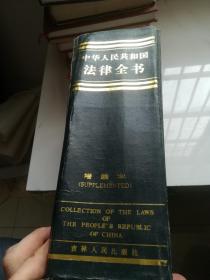 中华人民共和国
法律全书
增补本
(SUPPLEMENTED)
COLLECTION OF THE LAWS
OF
THE PEOPLE'S REPUBLIC
OF CHINA
吉林人民出版社